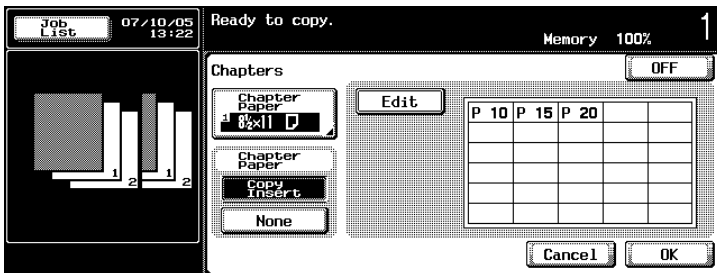 Job List
07/10/05
13:22
Ready to copy.
Memory 100%
1
Chapters
OFF
Chapter
Paper
1 8½×11
Edit
P 10 P 15 P 20
Chapter
Paper
Copy
Insert
None
1
2
1
2
Cancel
OK